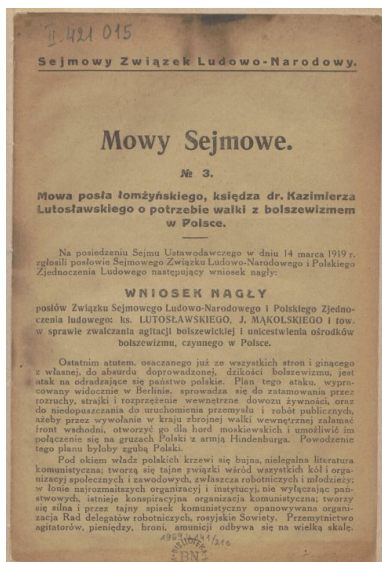 II. 421 015
Sejmowy Związek Ludowo-Narodowy.
Mowy Sejmowe.
№ 3.
Mowa posła łomżyńskiego, księdza dr. Kazimierza
Lutosławskiego o potrzebie walki z bolszewizmem
w Polsce.
Na posiedzeniu Sejmu Ustawodawczego w dniu 14 marca 1919 r.
zgłosili posłowie Sejmowego Związku Ludowo-Narodowego i Polskiego
Zjednoczenia Ludowego następujący wniosek nagły:
WNIOSEK NAGŁY
posłów Związku Sejmowego Ludowo-Narodowego i Polskiego Zjedno-
czenia ludowego: ks. LUTOSŁAWSKIEGO, J. MĄKOLSKIEGO i tow.
w sprawie zwalczania agitacji bolszewickiej i unicestwienia ośrodków
bolszewizmu, czynnego w Polsce.
Ostatnim atutem, osaczanego już ze wszystkich stron i ginącego
z własnej, do absurdu doprowadzonej, dzikości bolszewizmu, jest
atak na odradzające się państwo polskie. Plan tego ataku, wypra-
cowany widocznie w Berlinie, sprowadza się do zatamowania przez
rozruchy, strajki i rozprzężenie wewnętrzne dowozu żywności, oraz
do niedopuszczania do uruchomienia przemysłu i robót publicznych,
ażeby przez wywołanie w kraju zbrojnej walki wewnętrznej załamać
front wschodni, otworzyć go dla hord moskiewskich i umożliwić im
połączenie się na gruzach Polski z armją Hindenburga. Powodzenie
tego planu byłoby zgubą Polski.
Pod okiem władz polskich krzewi się bujna, nielegalna literatura
komunistyczna; tworzą się tajne związki wśród wszystkich kół i orga-
nizacyj społecznych i zawodowych, zwłaszcza robotniczych i młodzieży;
w łonie najrozmaitszych organizacyj i instytucyj, nie wyłączając pań-
stwowych, istnieje konspiracyjna organizacja komunistyczna; tworzy
się silna i przez tajny spisek komunistyczny opanowywana organi-
zacja Rad delegatów robotniczych, rosyjskie Sowiety. Przemytnictwo
agitatorów, pieniędzy, broni, amunicji odbywa się na wielką skalę.
BIBLIOTEKA
BN